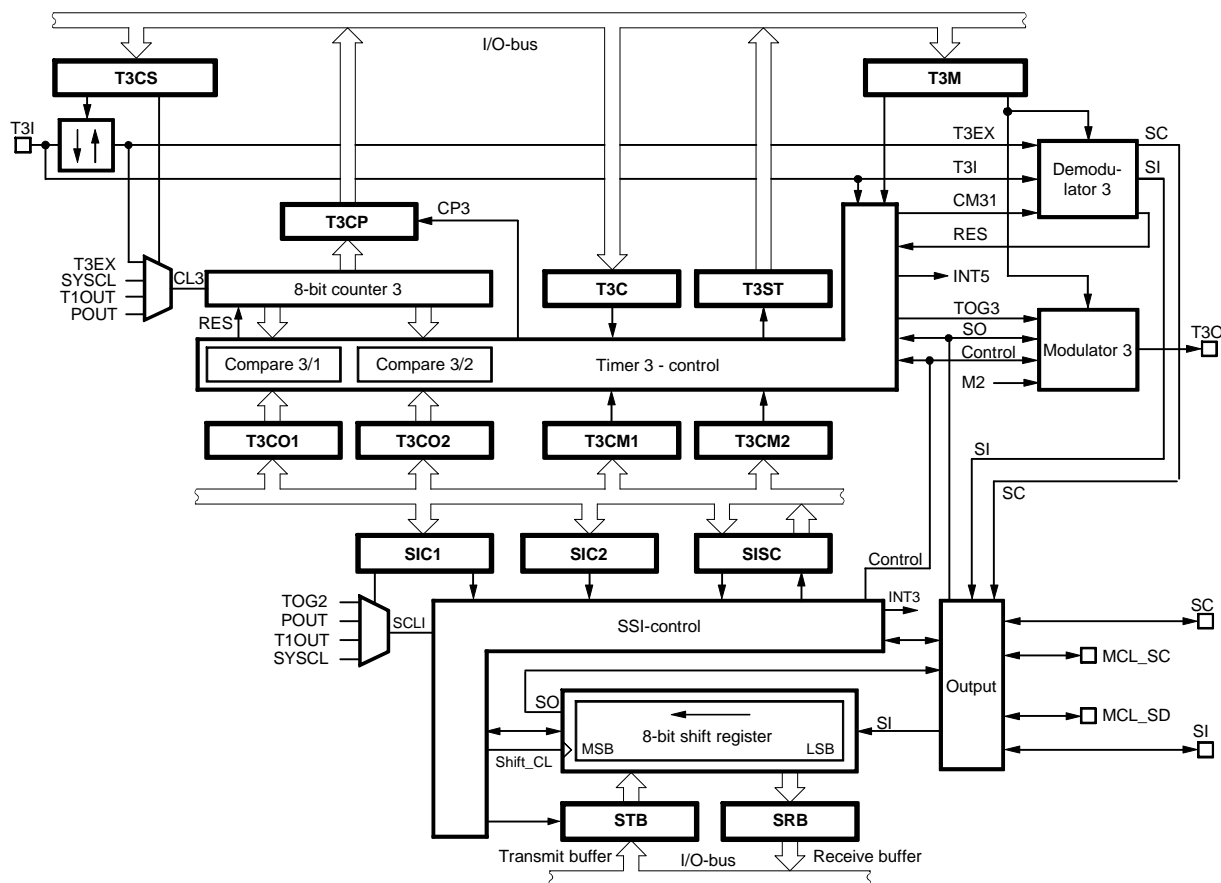 I/O-bus
T3CS
T3M
T3I
T3EX
SC
T3I
SI
Demodu-
lator 3
CM31
RES
T3CP
CP3
T3EX
SYSCL
T1OUT
POUT
CL3
8-bit counter 3
T3C
T3ST
INT5
RES
TOG3
SO
Control
M2
Modulator 3
T3O
Compare 3/1
Compare 3/2
Timer 3 - control
T3CO1
T3CO2
T3CM1
T3CM2
SI
SC
SIC1
SIC2
SISC
Control
TOG2
POUT
T1OUT
SYSCL
SCLI
SSI-control
INT3
SC
MCL_SC
Output
MCL_SD
SI
SO
8-bit shift register
MSB
LSB
SI
Shift_CL
STB
SRB
Transmit buffer
I/O-bus
Receive buffer